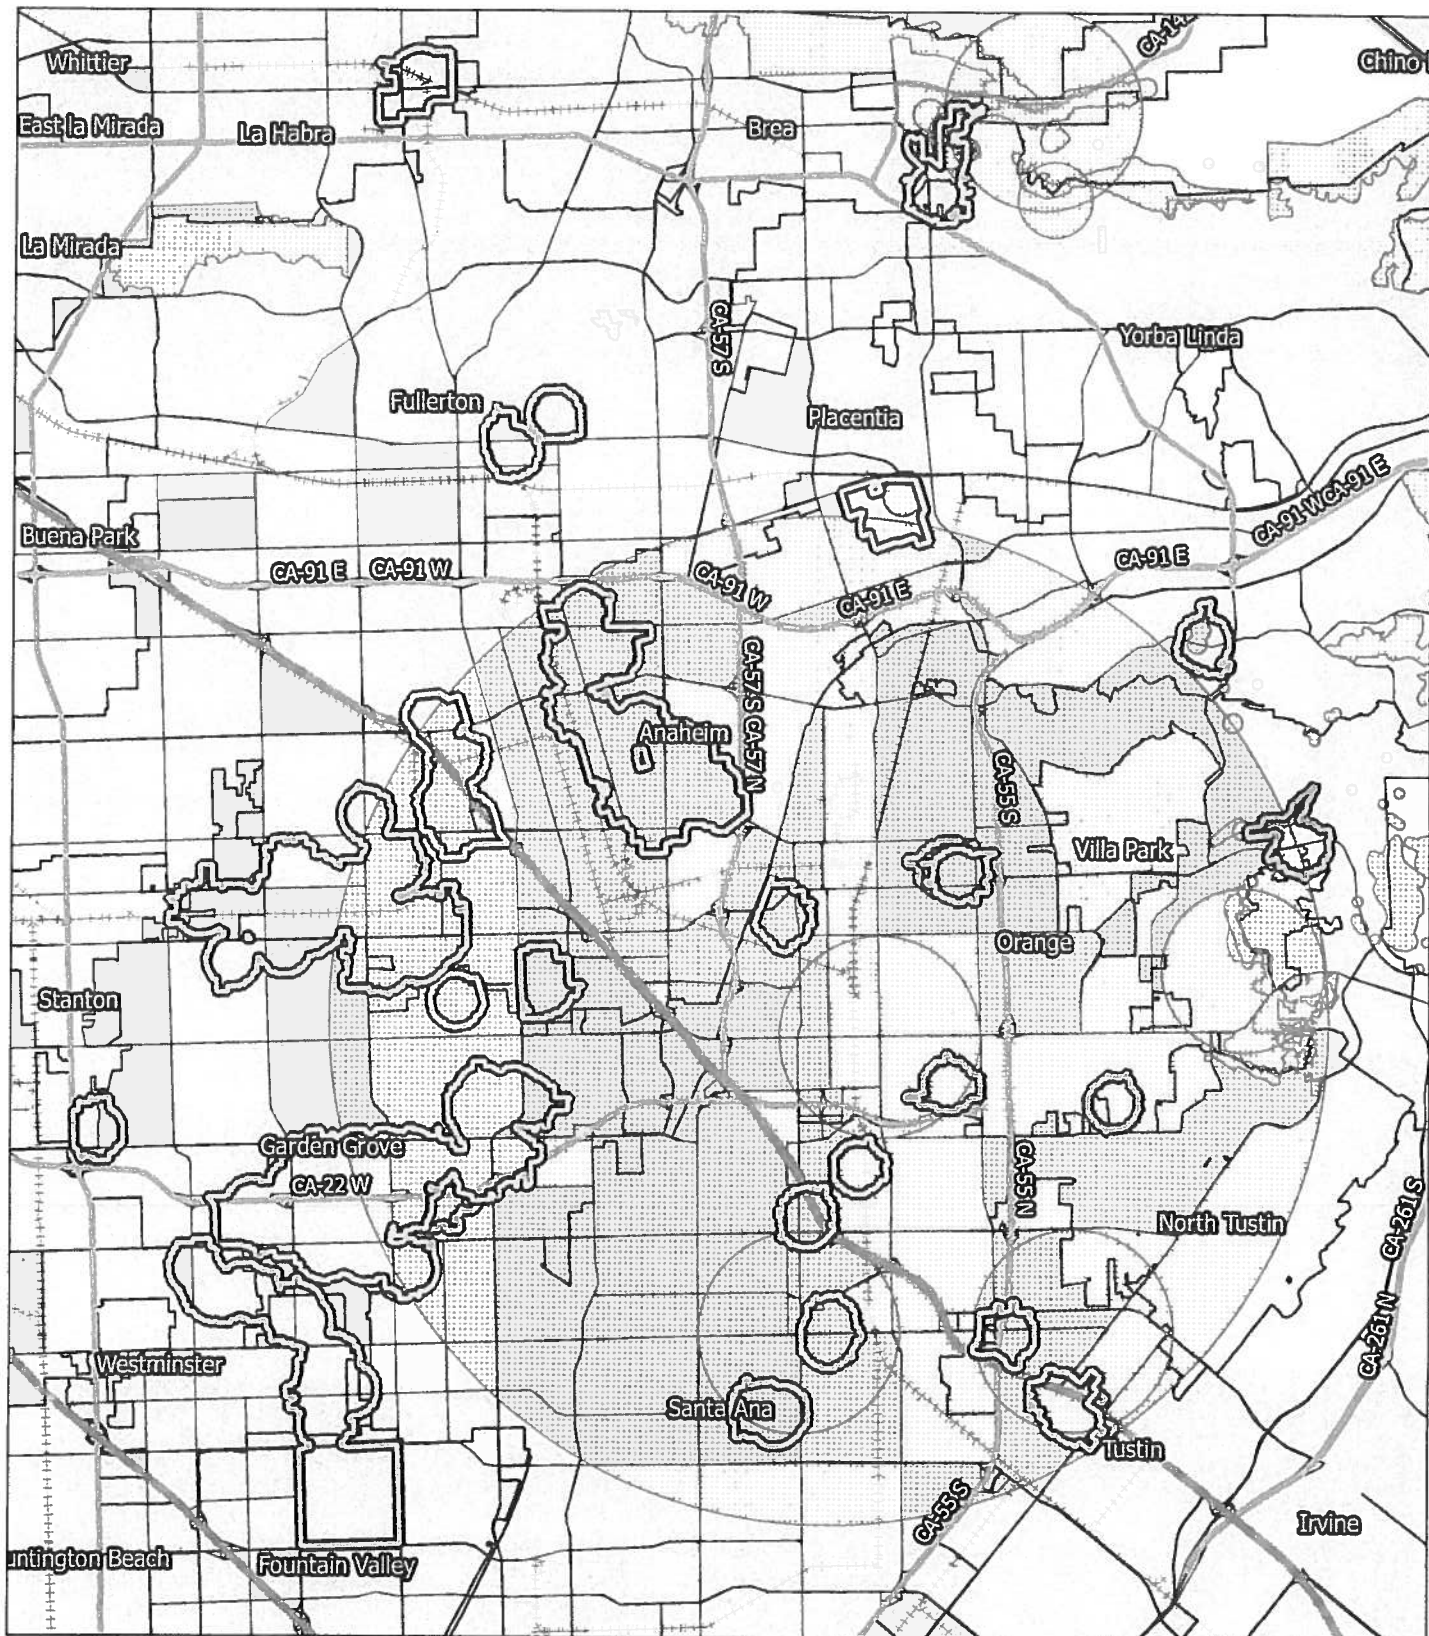 Whittier
East la Mirada
La Habra
Brea
La Mirada
CA-57 S
Yorba Linda
Fullerton
Placentia
Buena Park
CA-91 E
CA-91 W
CA-91 W
CA-91 E
CA-91 E
CA-91 W
CA-91 E
CA-57 S
CA-57 N
Anaheim
CA-55 S
Villa Park
Orange
Stanton
Garden Grove
CA-22 W
CA-55 N
North Tustin
CA-261 S
CA-261 N
Westminster
Santa Ana
Tustin
CA-55 S
Irvine
untington Beach
Fountain Valley